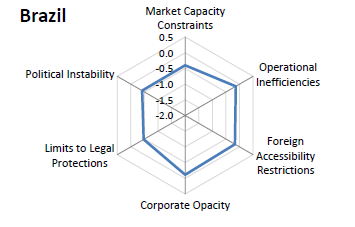 Brazil
Market Capacity
Constraints
0.5
0.0
-0.5
-1.0
-1.5
-2.0
Operational
Inefficiencies
Foreign
Accessibility
Restrictions
Corporate Opacity
Limits to Legal
Protections
Political Instability